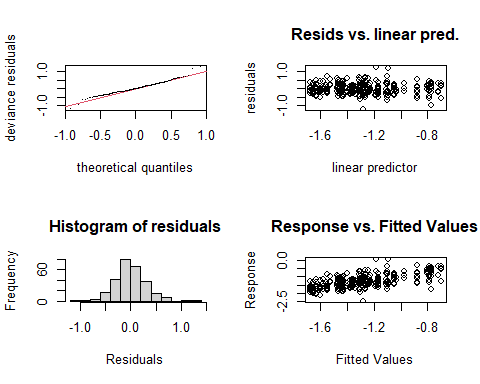 deviance residuals
-1.0 1.0
-1.0 -0.5 0.0 0.5 1.0
theoretical quantiles
Resids vs. linear pred.
residuals
-1.0 1.0
-1.6 -1.2 -0.8
linear predictor
Histogram of residuals
Frequency
0 60
-1.0 0.0 1.0
Residuals
Response vs. Fitted Values
Response
-2.5 0.0
-1.6 -1.2 -0.8
Fitted Values